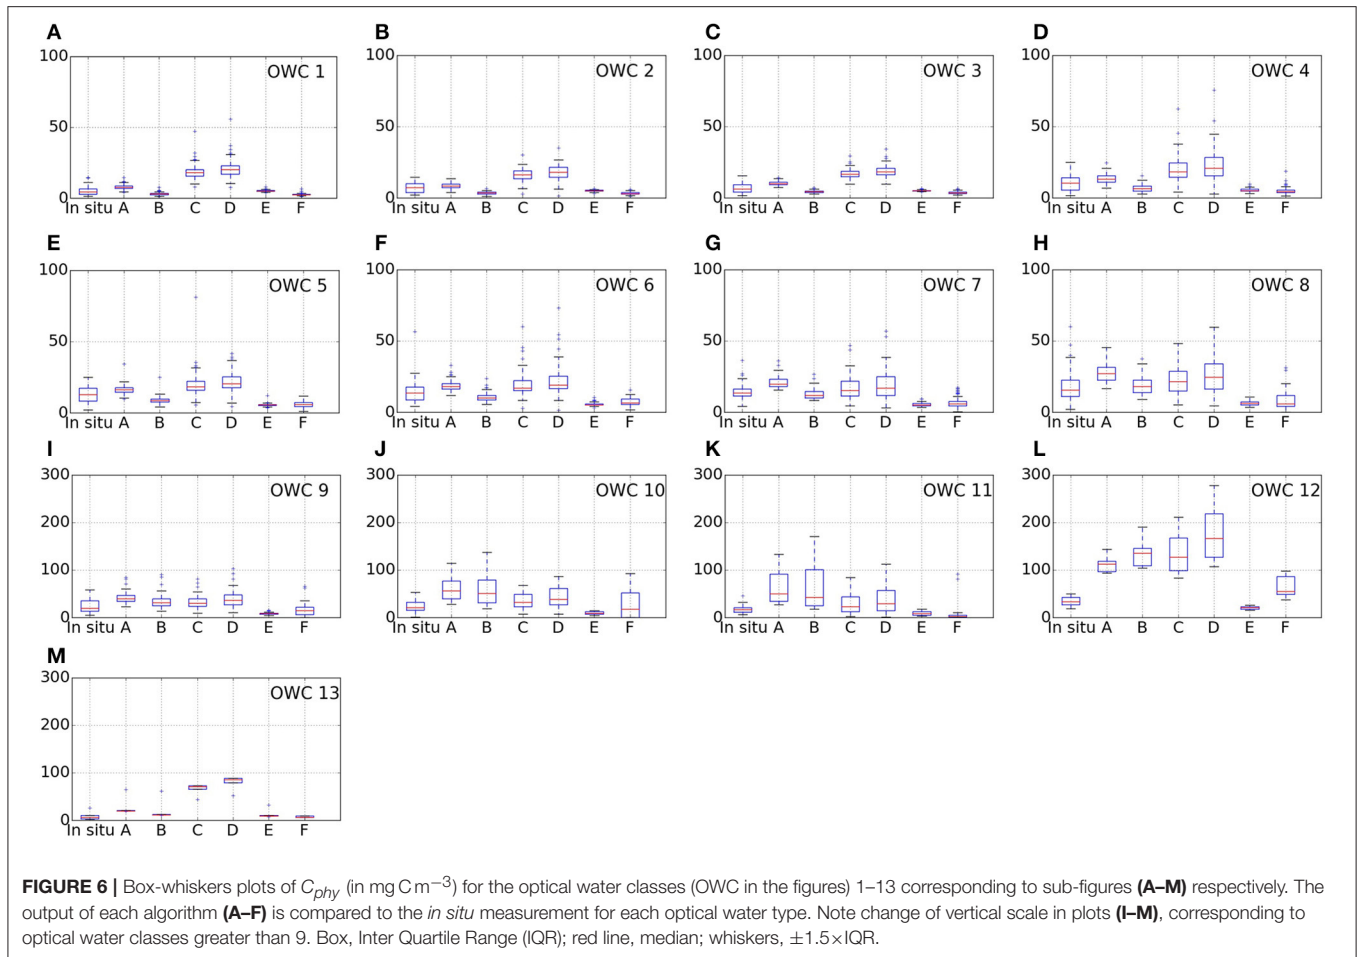 A
B
C
D
100
50
0
OWC 1
In situ A B C D E F
100
50
0
OWC 2
In situ A B C D E F
100
50
0
OWC 3
In situ A B C D E F
100
50
0
OWC 4
In situ A B C D E F
E
F
G
H
100
50
0
OWC 5
In situ A B C D E F
100
50
0
OWC 6
In situ A B C D E F
100
50
0
OWC 7
In situ A B C D E F
100
50
0
OWC 8
In situ A B C D E F
I
J
K
L
300
200
100
0
OWC 9
In situ A B C D E F
300
200
100
0
OWC 10
In situ A B C D E F
300
200
100
0
OWC 11
In situ A B C D E F
300
200
100
0
OWC 12
In situ A B C D E F
M
300
200
100
0
OWC 13
In situ A B C D E F
FIGURE 6 | Box-whiskers plots of Cphy (in mg C m−3) for the optical water classes (OWC in the figures) 1–13 corresponding to sub-figures (A–M) respectively. The
output of each algorithm (A–F) is compared to the in situ measurement for each optical water type. Note change of vertical scale in plots (I–M), corresponding to
optical water classes greater than 9. Box, Inter Quartile Range (IQR); red line, median; whiskers, ±1.5×IQR.